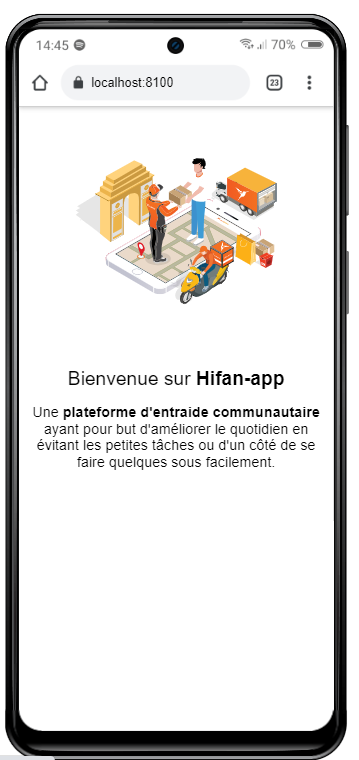 14:45 70%
localhost:8100 23
Bienvenue sur Hifan-app
Une plateforme d'entraide communautaire
ayant pour but d'améliorer le quotidien en
évitant les petites tâches ou d'un côté de se
faire quelques sous facilement.